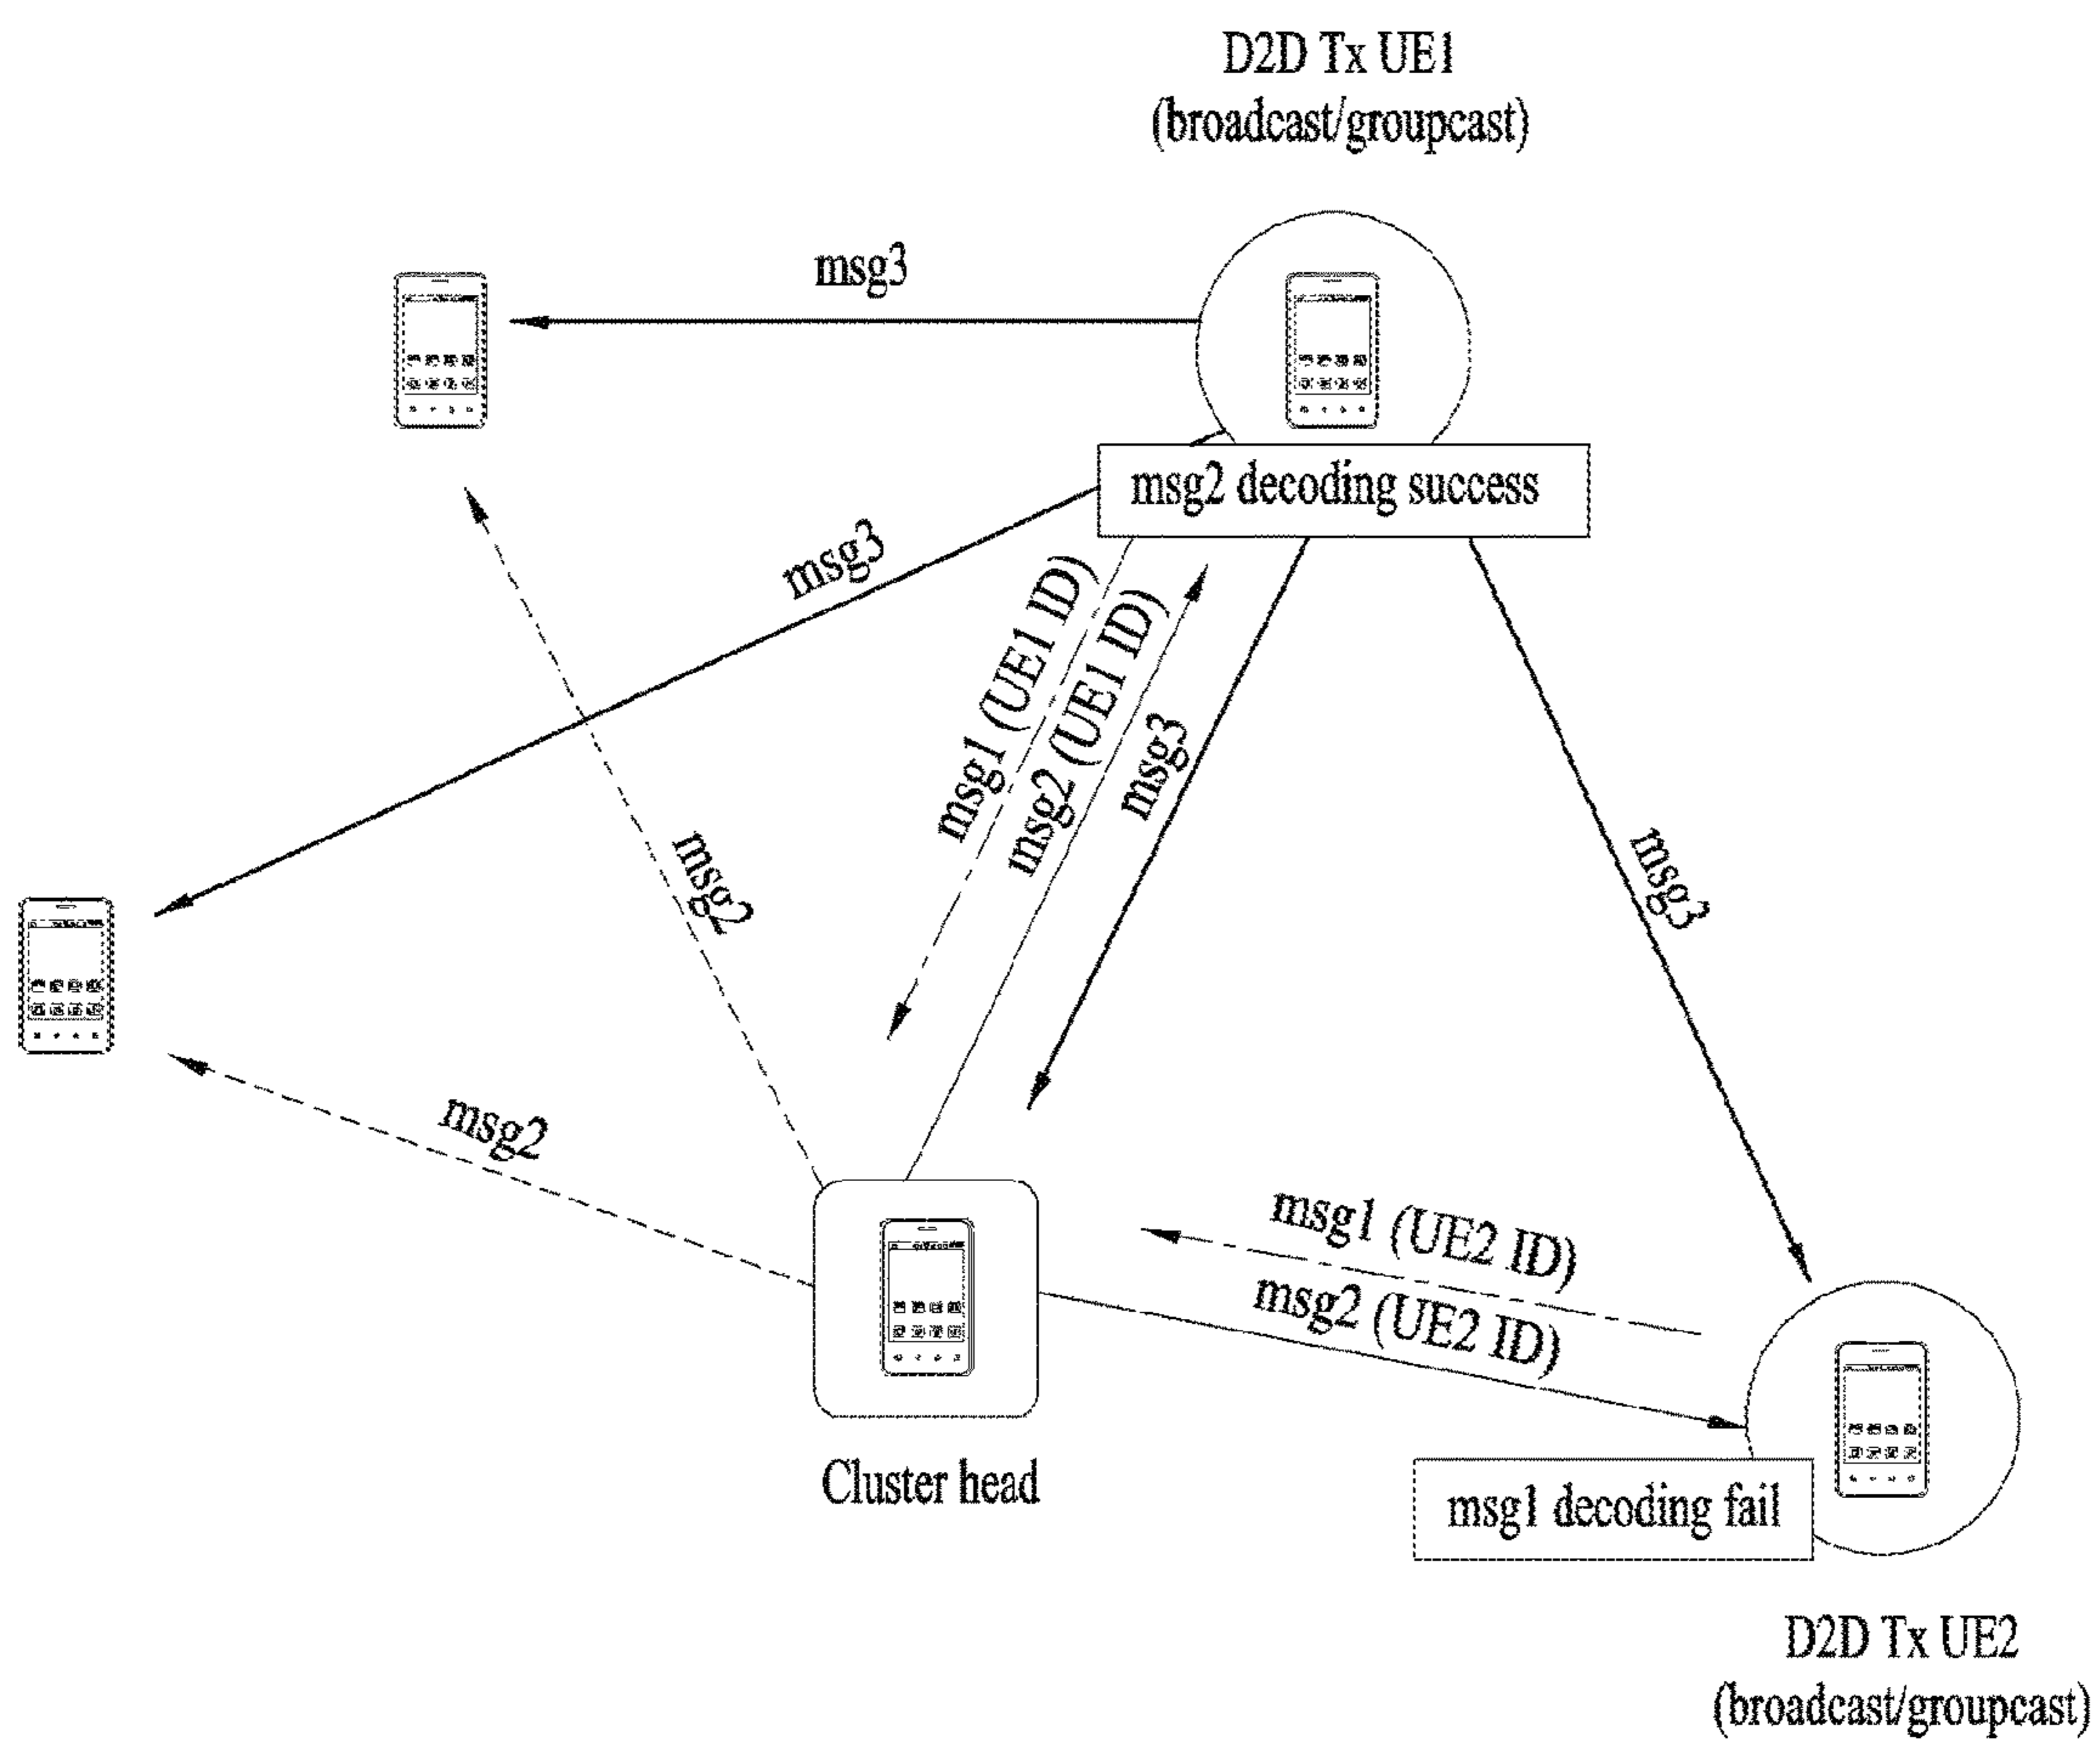 D2D Tx UE1
(broadcast/groupcast)
msg3
msg2 decoding success
msg3
msg1 (UE1 ID)
msg2 (UE1 ID)
msg3
msg3
msg2
msg2
msg1 (UE2 ID)
msg2 (UE2 ID)
Cluster head
msg1 decoding fail
D2D Tx UE2
(broadcast/groupcast)